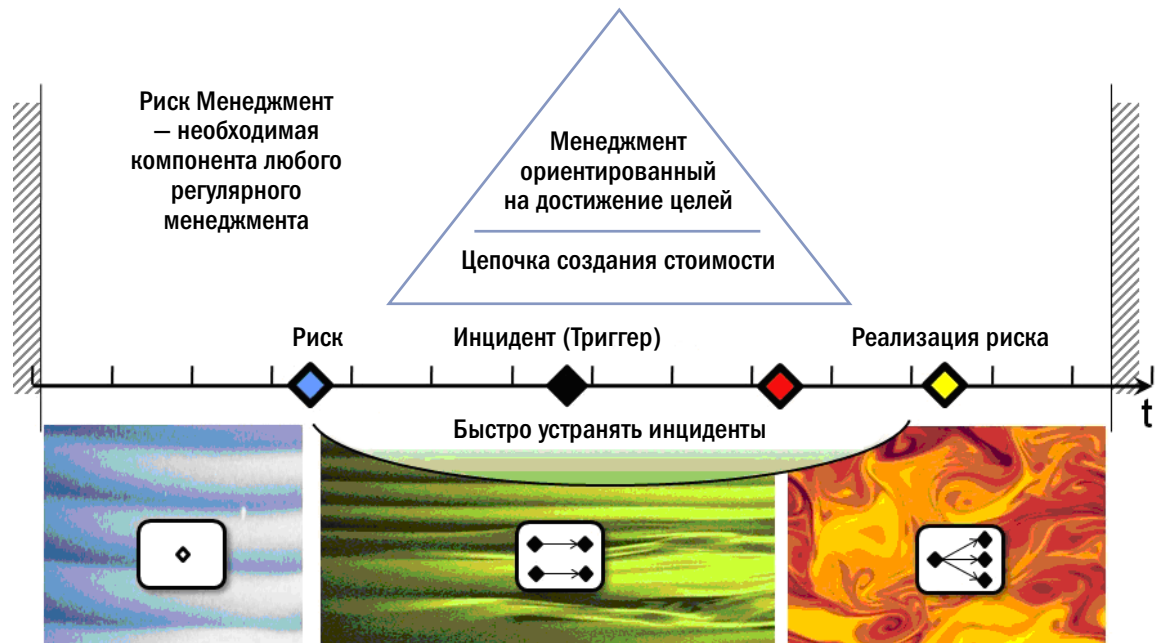 Риск Менеджмент
— необходимая
компонента любого
регулярного
менеджмента
Менеджмент
ориентированный
на достижение целей
Цепочка создания стоимости
Риск
Инцидент (Триггер)
Реализация риска
t
Быстро устранять инциденты